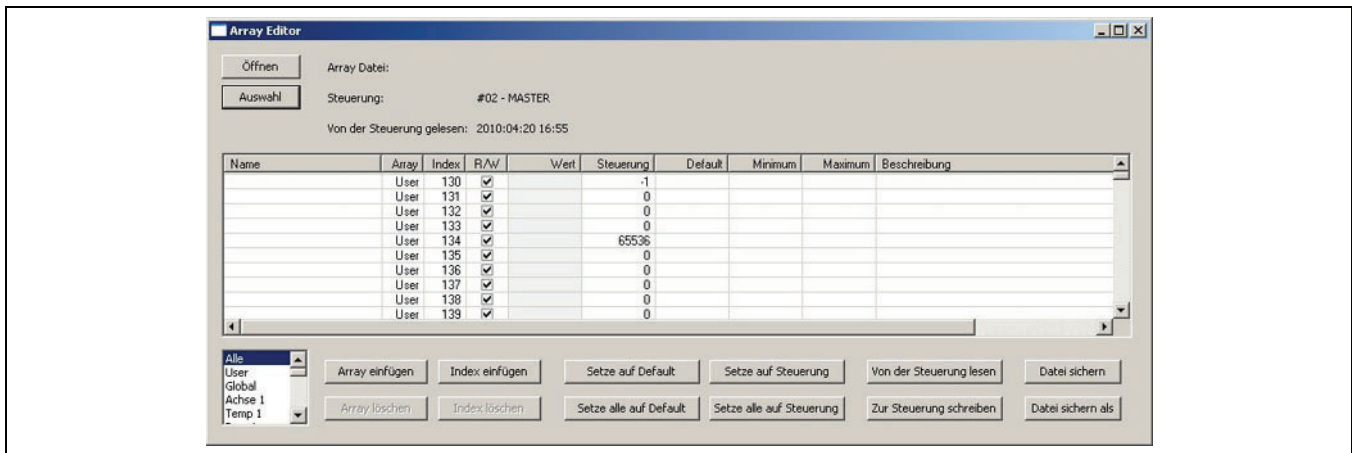 Array Editor
Öffnen
Array Datei:
Auswahl
Steuerung: #02 - MASTER
Von der Steuerung gelesen: 2010:04:20 16:55
Name Array Index R/W Wert Steuerung Default Minimum Maximum Beschreibung
User 130 -1
User 131 0
User 132 0
User 133 0
User 134 65536
User 135 0
User 136 0
User 137 0
User 138 0
User 139 0
Alle
User
Global
Achse 1
Temp 1
Array einfügen Index einfügen Setze auf Default Setze auf Steuerung Von der Steuerung lesen Datei sichern
Array löschen Index löschen Setze alle auf Default Setze alle auf Steuerung Zur Steuerung schreiben Datei sichern als